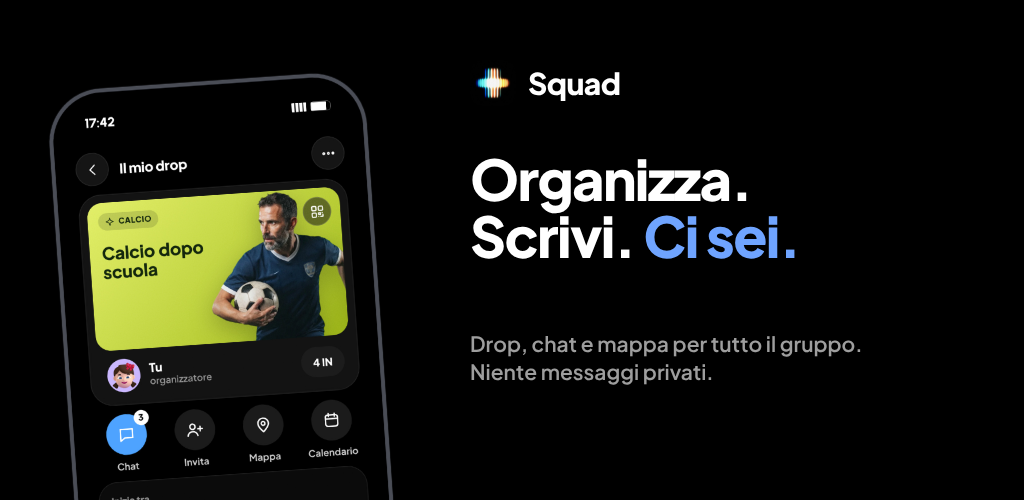 17:42
Il mio drop
CALCIO
Calcio dopo
scuola
Tu
organizzatore
4 IN
3
Chat
Invita
Mappa
Calendario
Squad
Organizza.
Scrivi. Ci sei.
Drop, chat e mappa per tutto il gruppo.
Niente messaggi privati.